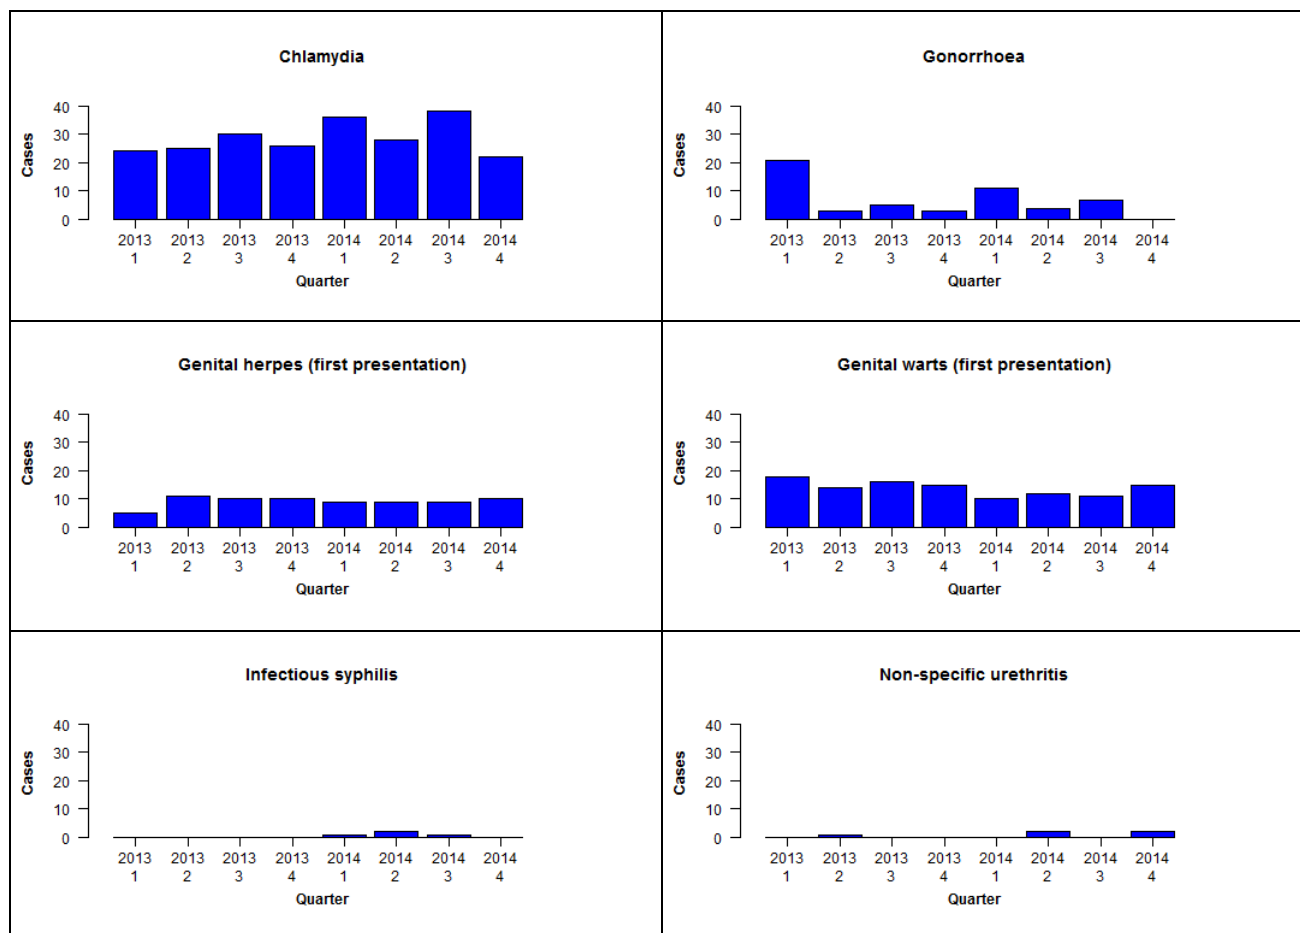 Chlamydia
Cases
40
30
20
10
0
2013 2013 2013 2013 2014 2014 2014 2014
1 2 3 4 1 2 3 4
Quarter
Gonorrhoea
Cases
40
30
20
10
0
2013 2013 2013 2013 2014 2014 2014 2014
1 2 3 4 1 2 3 4
Quarter
Genital herpes (first presentation)
Cases
40
30
20
10
0
2013 2013 2013 2013 2014 2014 2014 2014
1 2 3 4 1 2 3 4
Quarter
Genital warts (first presentation)
Cases
40
30
20
10
0
2013 2013 2013 2013 2014 2014 2014 2014
1 2 3 4 1 2 3 4
Quarter
Infectious syphilis
Cases
40
30
20
10
0
2013 2013 2013 2013 2014 2014 2014 2014
1 2 3 4 1 2 3 4
Quarter
Non-specific urethritis
Cases
40
30
20
10
0
2013 2013 2013 2013 2014 2014 2014 2014
1 2 3 4 1 2 3 4
Quarter